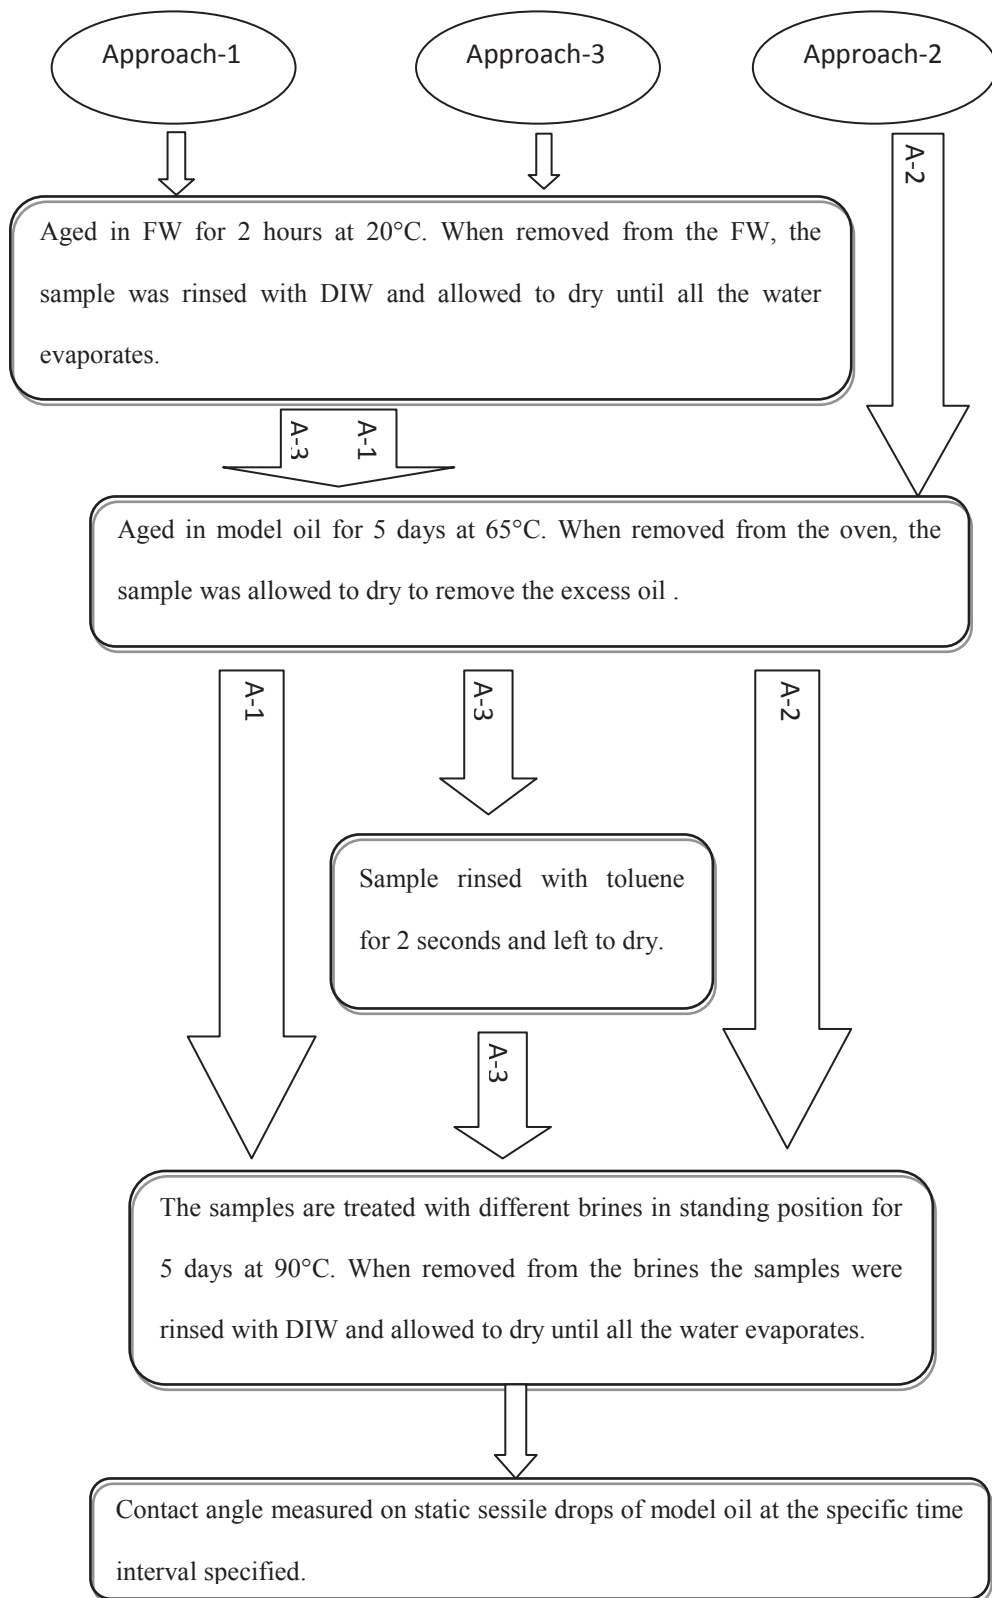 Approach-1
Approach-3
Approach-2
A-2
Aged in FW for 2 hours at 20°C. When removed from the FW, the
sample was rinsed with DIW and allowed to dry until all the water
evaporates.
A-3
A-1
Aged in model oil for 5 days at 65°C. When removed from the oven, the
sample was allowed to dry to remove the excess oil .
A-1
A-3
A-2
Sample rinsed with toluene
for 2 seconds and left to dry.
A-3
The samples are treated with different brines in standing position for
5 days at 90°C. When removed from the brines the samples were
rinsed with DIW and allowed to dry until all the water evaporates.
Contact angle measured on static sessile drops of model oil at the specific time
interval specified.